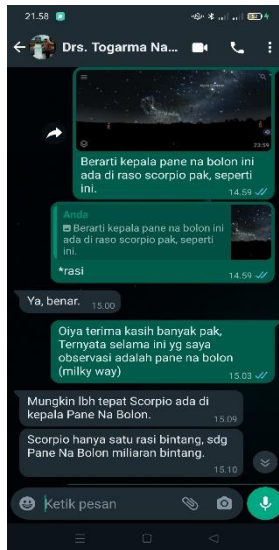 21.58
Drs. Togarma Na...
23:59
Berarti kepala pane na bolon ini
ada di raso scorpio pak, seperti
ini.
14.59
Anda
Berarti kepala pane na bolon ini
ada di raso scorpio pak, seperti
ini.
*rasi
14.59
Ya, benar. 15.00
Oiya terima kasih banyak pak,
Ternyata selama ini yg saya
observasi adalah pane na bolon
(milky way)
15.03
Mungkin lbh tepat Scorpio ada di
kepala Pane Na Bolon.
15.09
Scorpio hanya satu rasi bintang, sdg
Pane Na Bolon miliaran bintang.
15.10
Ketik pesan